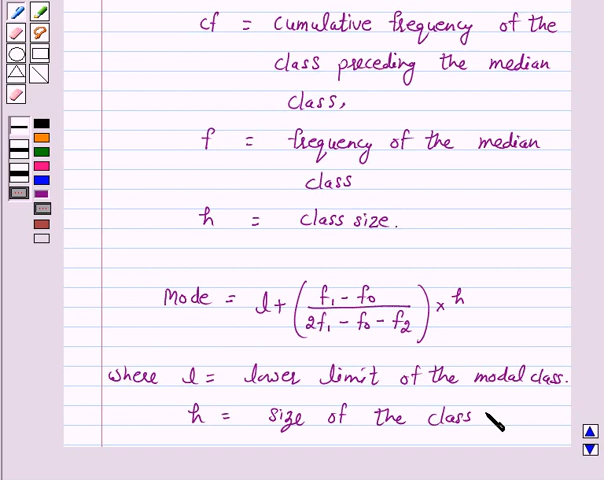 cf = cumulative frequency of the
class preceding the median
class,
f = frequency of the median
class
h = class size.
Mode = l + ( f₁ - f₀ / 2f₁ - f₀ - f₂ ) × h
where l = lower limit of the modal class.
h = size of the class